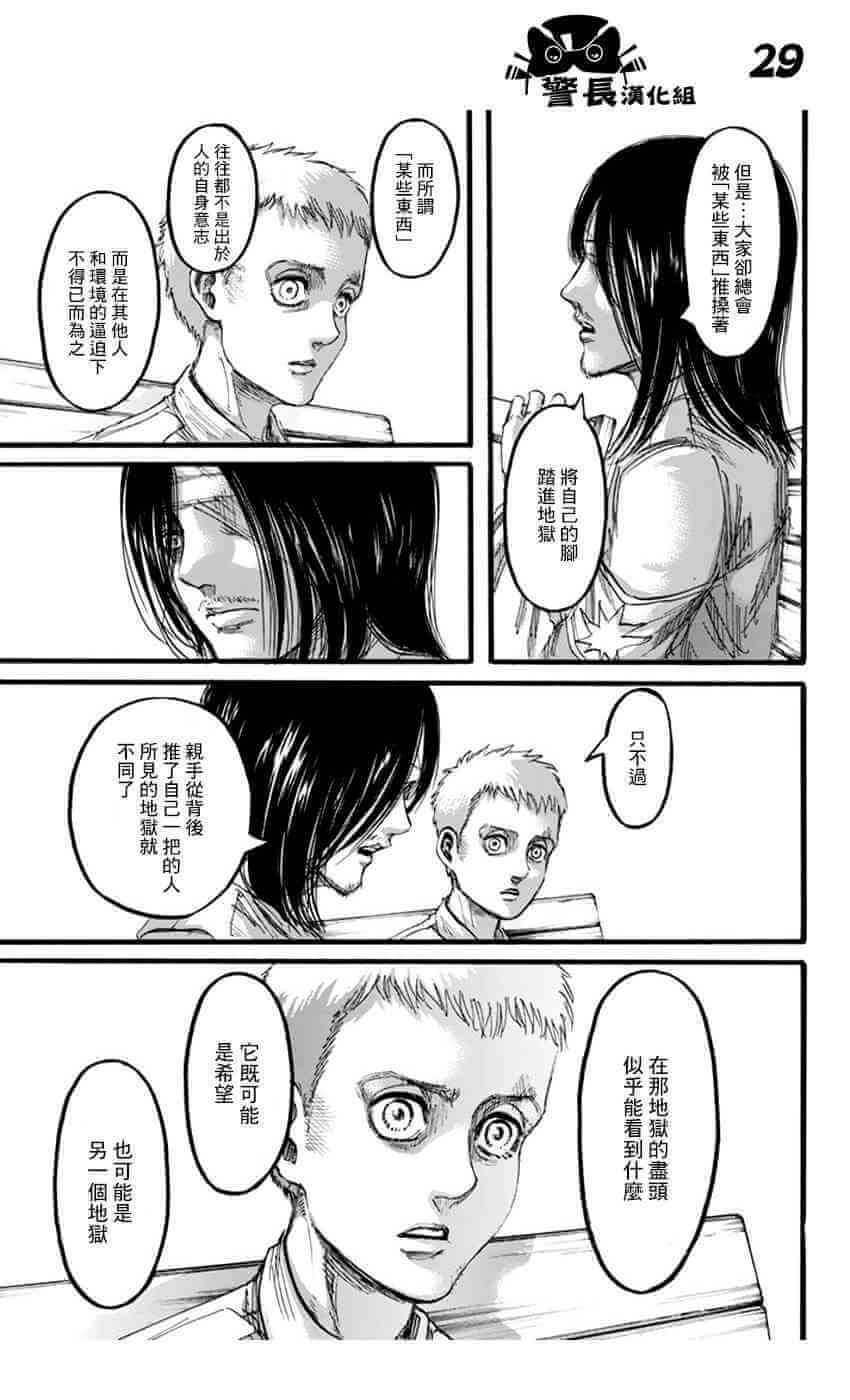 29
警長漢化組
但是…大家卻總會
被「某些東西」推搡著
將自己的腳
踏進地獄
而所謂
「某些東西」
往往都不是出於
人的自身意志
而是在其他人
和環境的逼迫下
不得已而為之
只不過
親手從背後
推了自己一把的人
所見的地獄就
不同了
在那地獄的盡頭
似乎能看到什麼
它既可能
是希望
也可能是
另一個地獄